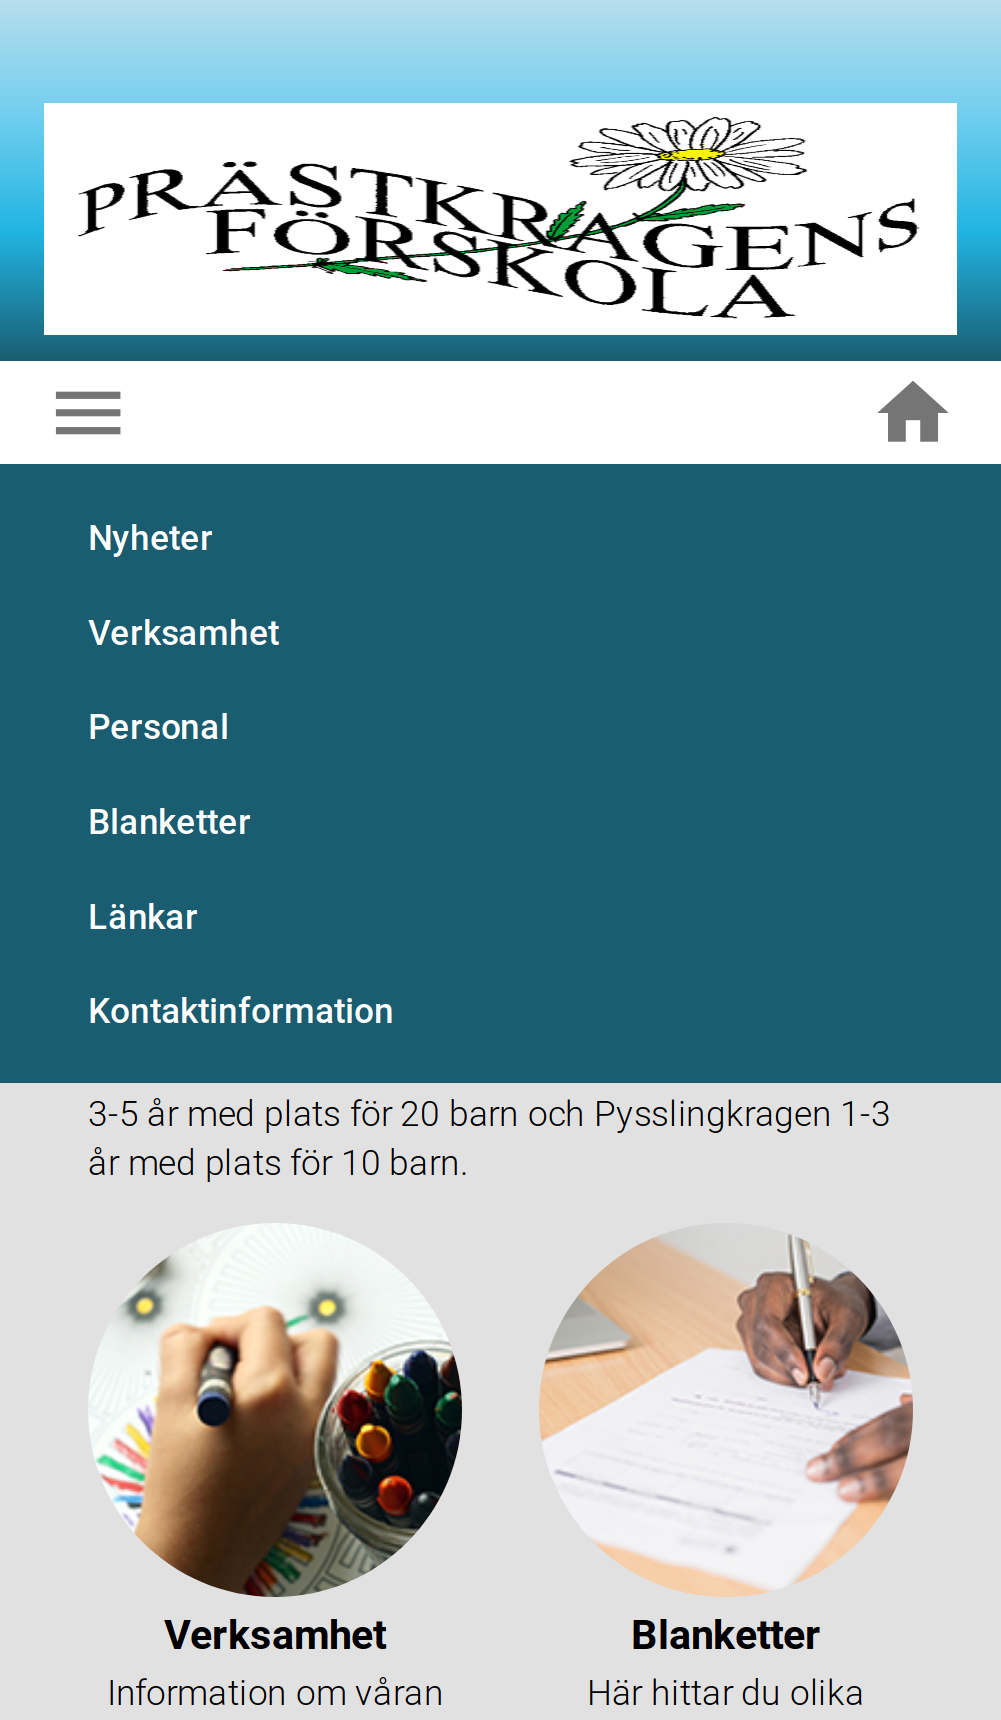 PRÄSTKRAGENS
FÖRSKOLA
Nyheter
Verksamhet
Personal
Blanketter
Länkar
Kontaktinformation
3-5 år med plats för 20 barn och Pysslingkragen 1-3
år med plats för 10 barn.
Verksamhet
Information om våran
Blanketter
Här hittar du olika